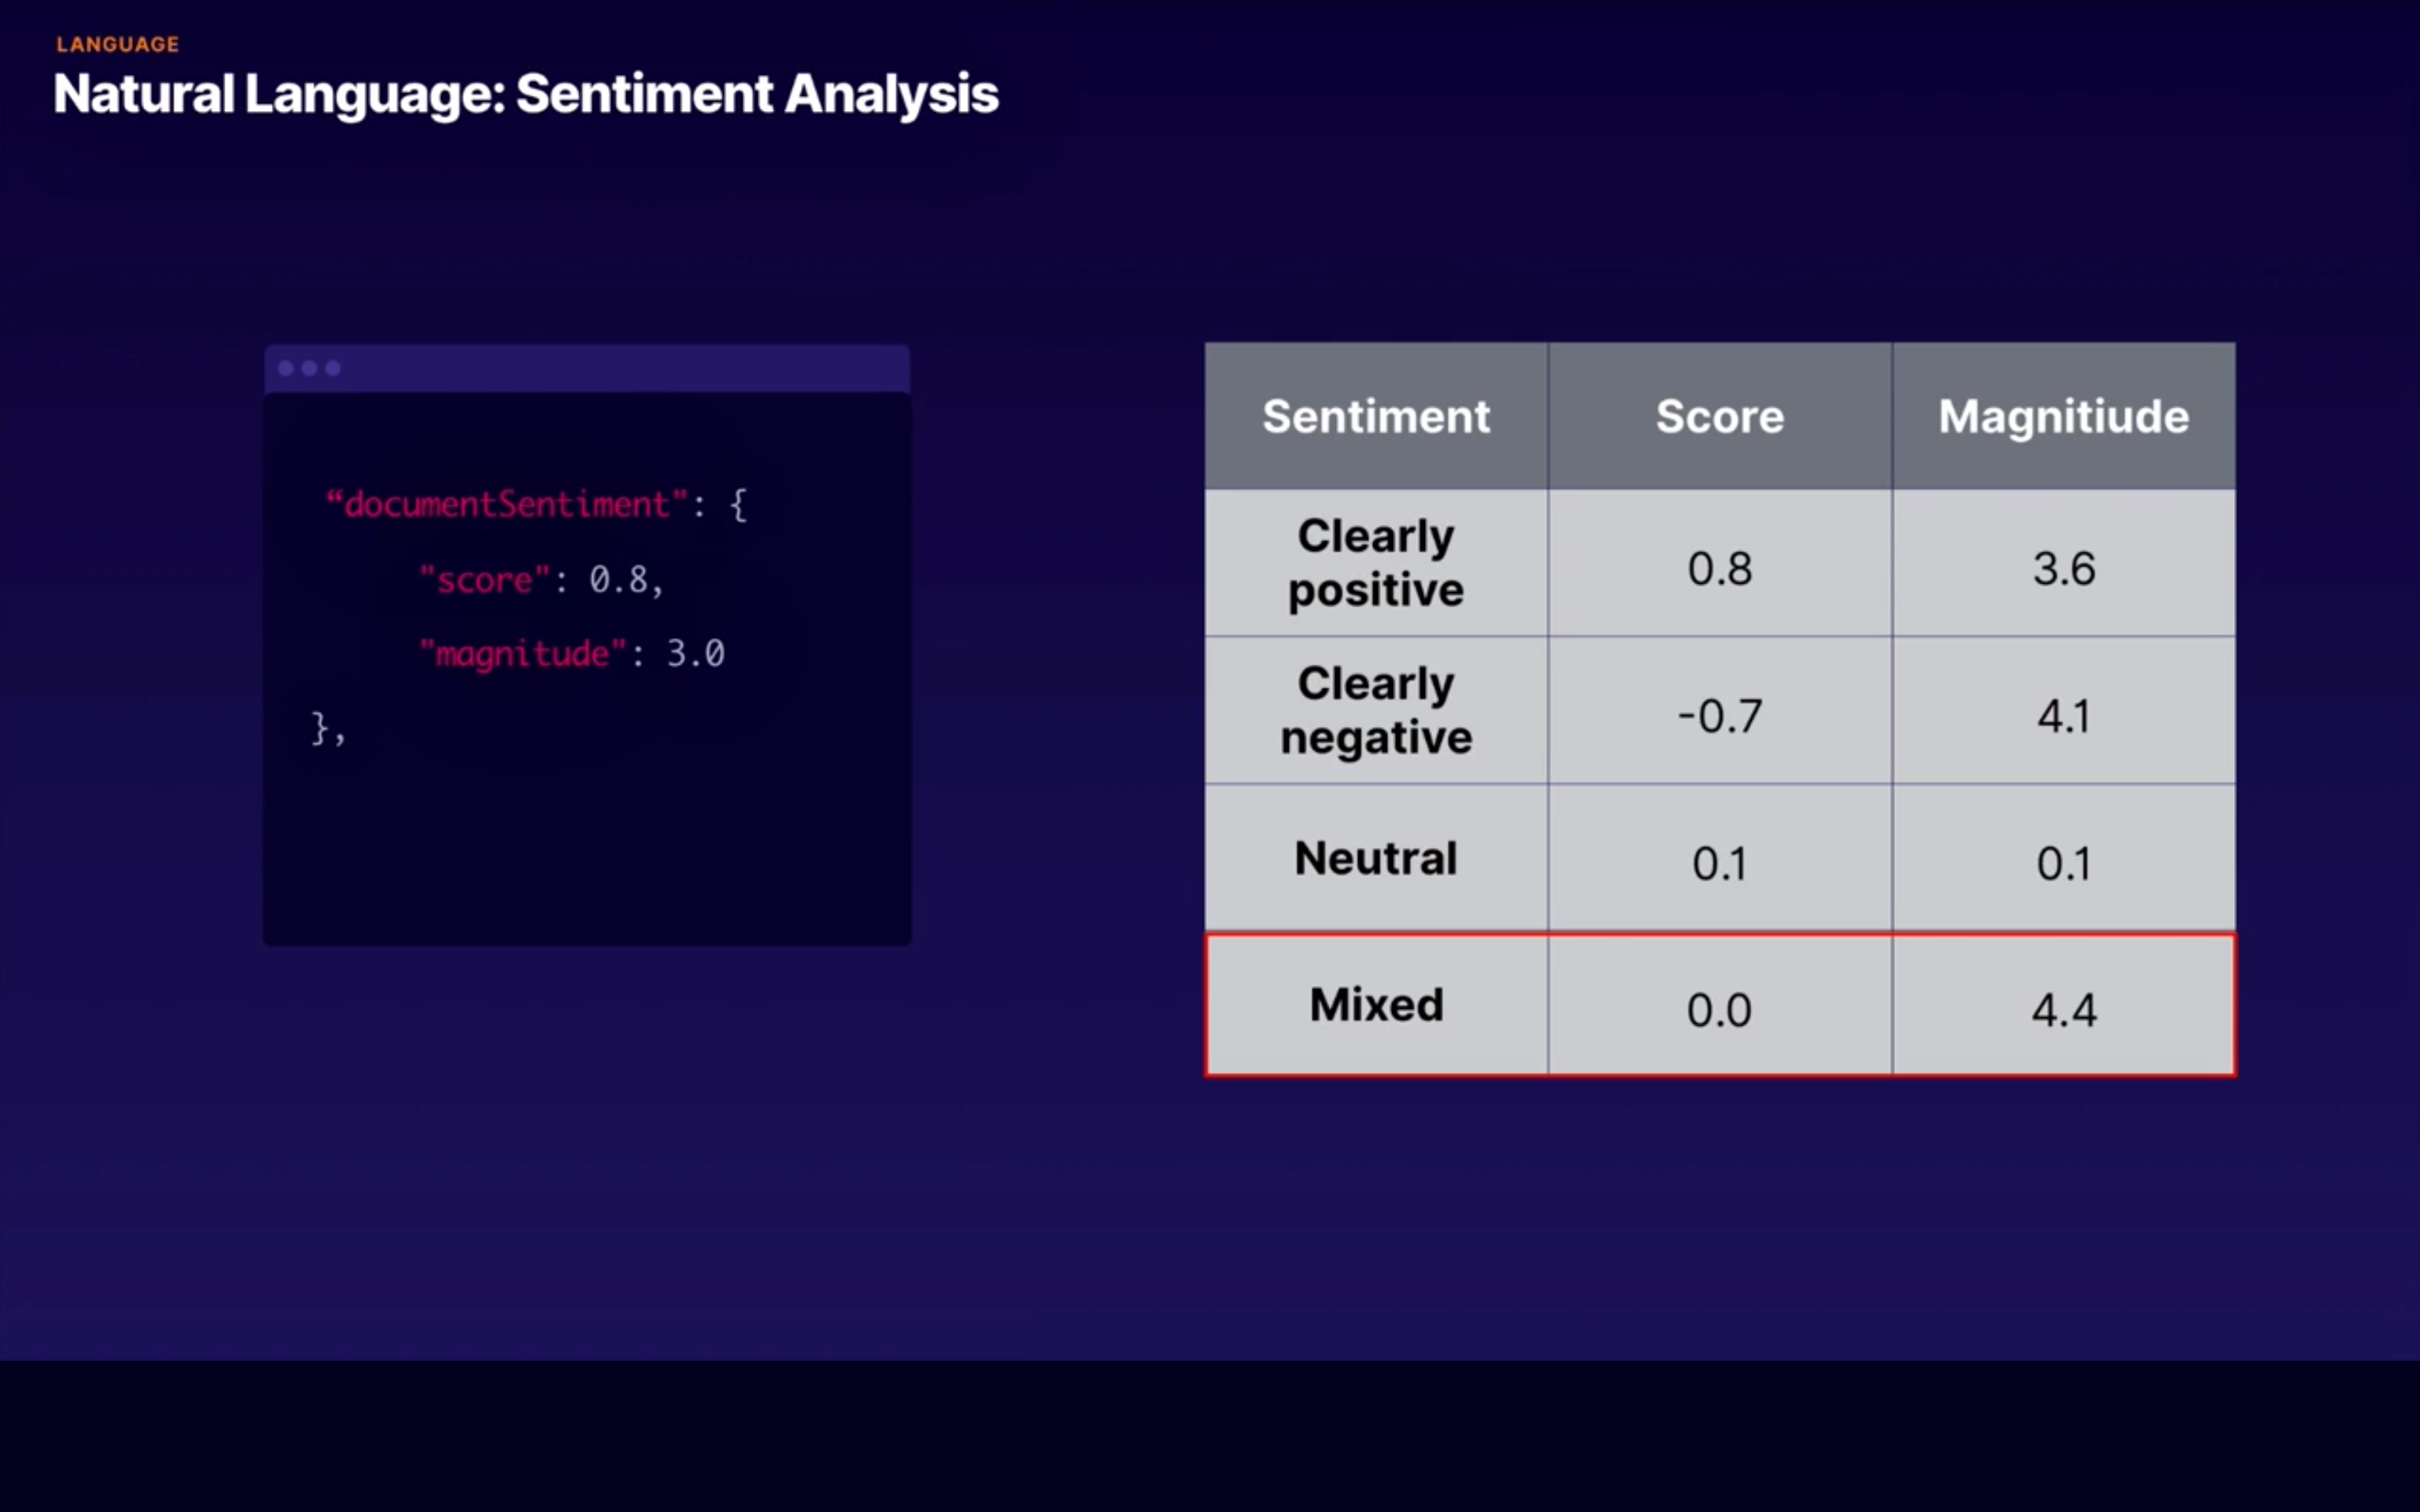 LANGUAGE
Natural Language: Sentiment Analysis
“documentSentiment": {
"score": 0.8,
"magnitude": 3.0
},
Sentiment Score Magnitiude
Clearly
positive
0.8 3.6
Clearly
negative
-0.7 4.1
Neutral 0.1 0.1
Mixed 0.0 4.4